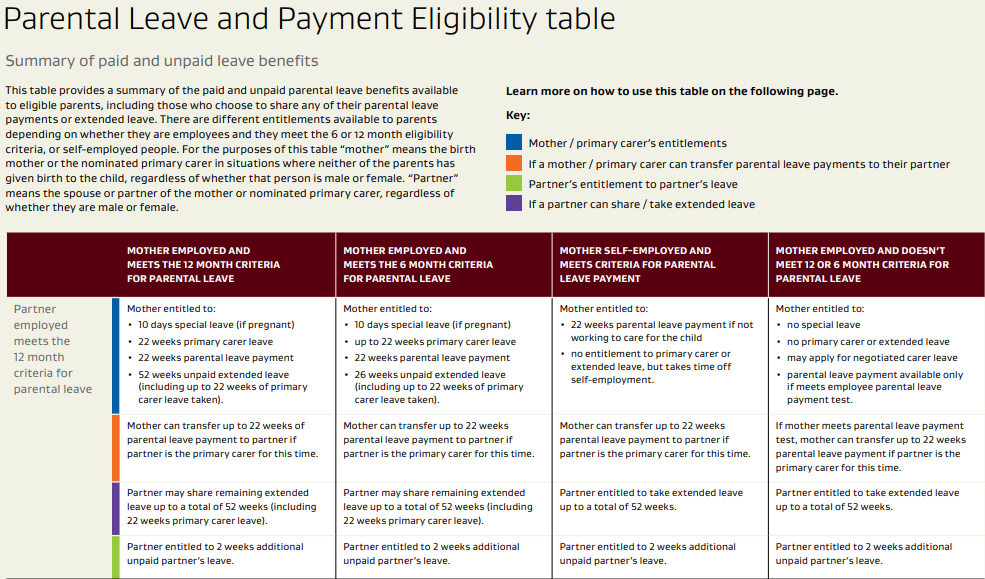 Parental Leave and Payment Eligibility table
Summary of paid and unpaid leave benefits
This table provides a summary of the paid and unpaid parental leave benefits available
to eligible parents, including those who choose to share any of their parental leave
payments or extended leave. There are different entitlements available to parents
depending on whether they are employees and they meet the 6 or 12 month eligibility
criteria, or self-employed people. For the purposes of this table “mother” means the birth
mother or the nominated primary carer in situations where neither of the parents has
given birth to the child, regardless of whether that person is male or female. “Partner”
means the spouse or partner of the mother or nominated primary carer, regardless of
whether they are male or female.
Learn more on how to use this table on the following page.
Key:
Mother / primary carer’s entitlements
If a mother / primary carer can transfer parental leave payments to their partner
Partner’s entitlement to partner’s leave
If a partner can share / take extended leave
MOTHER EMPLOYED AND
MEETS THE 12 MONTH CRITERIA
FOR PARENTAL LEAVE
MOTHER EMPLOYED AND
MEETS THE 6 MONTH CRITERIA
FOR PARENTAL LEAVE
MOTHER SELF-EMPLOYED AND
MEETS CRITERIA FOR PARENTAL
LEAVE PAYMENT
MOTHER EMPLOYED AND DOESN’T
MEET 12 OR 6 MONTH CRITERIA FOR
PARENTAL LEAVE
Partner
employed
meets the
12 month
criteria for
parental leave
Mother entitled to:
• 10 days special leave (if pregnant)
• 22 weeks primary carer leave
• 22 weeks parental leave payment
• 52 weeks unpaid extended leave
(including up to 22 weeks of primary
carer leave taken).
Mother entitled to:
• 10 days special leave (if pregnant)
• up to 22 weeks primary carer leave
• 22 weeks parental leave payment
• 26 weeks unpaid extended leave
(including up to 22 weeks of primary
carer leave taken).
Mother entitled to:
• 22 weeks parental leave payment if not
working to care for the child
• no entitlement to primary carer or
extended leave, but takes time off
self-employment.
Mother entitled to:
• no special leave
• no primary carer or extended leave
• may apply for negotiated carer leave
• parental leave payment available only
if meets employee parental leave
payment test.
Mother can transfer up to 22 weeks of
parental leave payment to partner if
partner is the primary carer for this time.
Mother can transfer up to 22 weeks
parental leave payment to partner if
partner is the primary carer for this time.
Mother can transfer up to 22 weeks
parental leave payment to partner if
partner is the primary carer for this time.
If mother meets parental leave payment
test, mother can transfer up to 22 weeks
parental leave payment if partner is the
primary carer for this time.
Partner may share remaining extended
leave up to a total of 52 weeks (including
22 weeks primary carer leave).
Partner may share remaining extended
leave up to a total of 52 weeks (including
22 weeks primary carer leave).
Partner entitled to take extended leave
up to a total of 52 weeks.
Partner entitled to take extended leave
up to a total of 52 weeks.
Partner entitled to 2 weeks additional
unpaid partner’s leave.
Partner entitled to 2 weeks additional
unpaid partner’s leave.
Partner entitled to 2 weeks additional
unpaid partner’s leave.
Partner entitled to 2 weeks additional
unpaid partner’s leave.